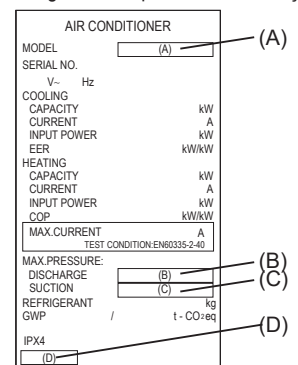 AIR CONDITIONER
MODEL (A)
(A)
SERIAL NO.
V~ Hz
COOLING
CAPACITY kW
CURRENT A
INPUT POWER kW
EER kW/kW
HEATING
CAPACITY kW
CURRENT A
INPUT POWER kW
COP kW/kW
MAX.CURRENT A
TEST CONDITION:EN60335-2-40
MAX.PRESSURE:
DISCHARGE (B)
(B)
SUCTION (C)
(C)
REFRIGERANT kg
GWP / t - CO2eq
(D)
IPX4
(D)